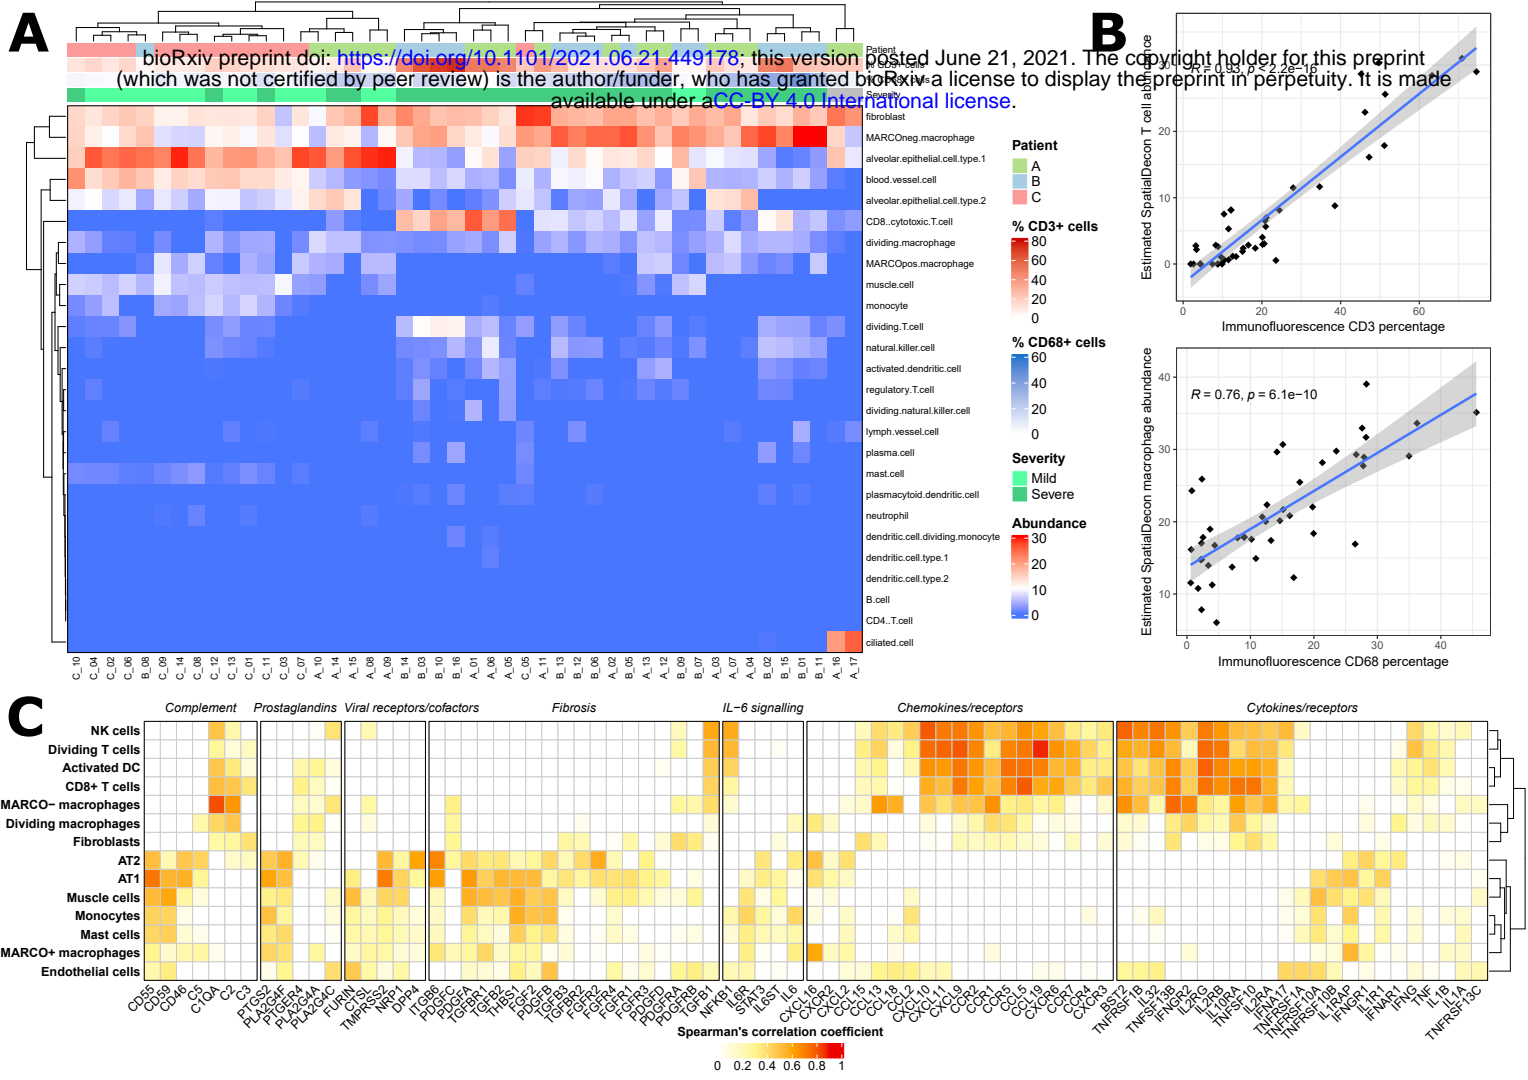 A
B
bioRxiv preprint doi: https://doi.org/10.1101/2021.06.21.449178; this version posted June 21, 2021. The copyright holder for this preprint
(which was not certified by peer review) is the author/funder, who has granted bioRxiv a license to display the preprint in perpetuity. It is made
available under aCC-BY 4.0 International license.
Patient
% CD3+ cells
% CD68+ cells
Severity
fibroblast
MARCOneg.macrophage
alveolar.epithelial.cell.type.1
blood.vessel.cell
alveolar.epithelial.cell.type.2
CD8..cytotoxic.T.cell
dividing.macrophage
MARCOpos.macrophage
muscle.cell
monocyte
dividing.T.cell
natural.killer.cell
activated.dendritic.cell
regulatory.T.cell
dividing.natural.killer.cell
lymph.vessel.cell
plasma.cell
mast.cell
plasmacytoid.dendritic.cell
neutrophil
dendritic.cell.dividing.monocyte
dendritic.cell.type.1
dendritic.cell.type.2
B.cell
CD4..T.cell
ciliated.cell
C_10 C_04 C_02 C_06 B_08 C_09 C_14 C_08 C_12 C_13 C_01 C_11 C_03 C_07 A_10 A_14 A_15 A_08 A_09 B_14 B_03 B_10 B_16 A_01 A_06 A_05 C_05 A_11 B_13 B_12 B_06 A_02 B_05 A_13 A_12 B_09 B_07 A_03 A_07 A_04 B_02 B_15 B_01 B_11 A_16 A_17
Patient
A
B
C
% CD3+ cells
80
60
40
20
0
% CD68+ cells
60
40
20
0
Severity
Mild
Severe
Abundance
30
20
10
0
Estimated SpatialDecon T cell abundance
R = 0.93, p < 2.2e−16
30
20
10
0
0 20 40 60
Immunofluorescence CD3 percentage
Estimated SpatialDecon macrophage abundance
R = 0.76, p = 6.1e−10
40
30
20
10
0 10 20 30 40
Immunofluorescence CD68 percentage
C
Complement Prostaglandins Viral receptors/cofactors Fibrosis IL−6 signalling Chemokines/receptors Cytokines/receptors
NK cells
Dividing T cells
Activated DC
CD8+ T cells
MARCO− macrophages
Dividing macrophages
Fibroblasts
AT2
AT1
Muscle cells
Monocytes
Mast cells
MARCO+ macrophages
Endothelial cells
CD55 CD59 CD46 C5 C1QA C2 C3 PTGS2 PLA2G4F PTGER4 PLA2G4A PLA2G4C FURIN CTSL TMPRSS2 NRP1 DPP4 ITGB6 PDGFC PDGFA TGFBR1 TGFB2 THBS1 FGF2 PDGFB TGFB3 TGFBR2 FGFR2 FGFR4 FGFR1 FGFR3 PDGFD PDGFRA PDGFRB TGFB1 NFKB1 IL6R STAT3 IL6ST IL6 CXCL16 CXCR2 CXCL2 CCL15 CCL13 CCL18 CCL2 CXCL10 CXCL11 CXCL9 CCR2 CCR1 CCR5 CCL5 CCL19 CXCR6 CCR7 CCR4 CXCR3 BST2 TNFRSF1B IL32 TNFSF13B IFNGR2 IL2RG IL2RB IL10RA TNFSF10 IL2RA IFNA17 TNFRSF1A TNFRSF10A TNFRSF10B IL1RAP IFNGR1 IL1R1 IFNAR1 IFNG TNF IL1B IL1A TNFRSF13C
Spearman's correlation coefficient
0 0.2 0.4 0.6 0.8 1